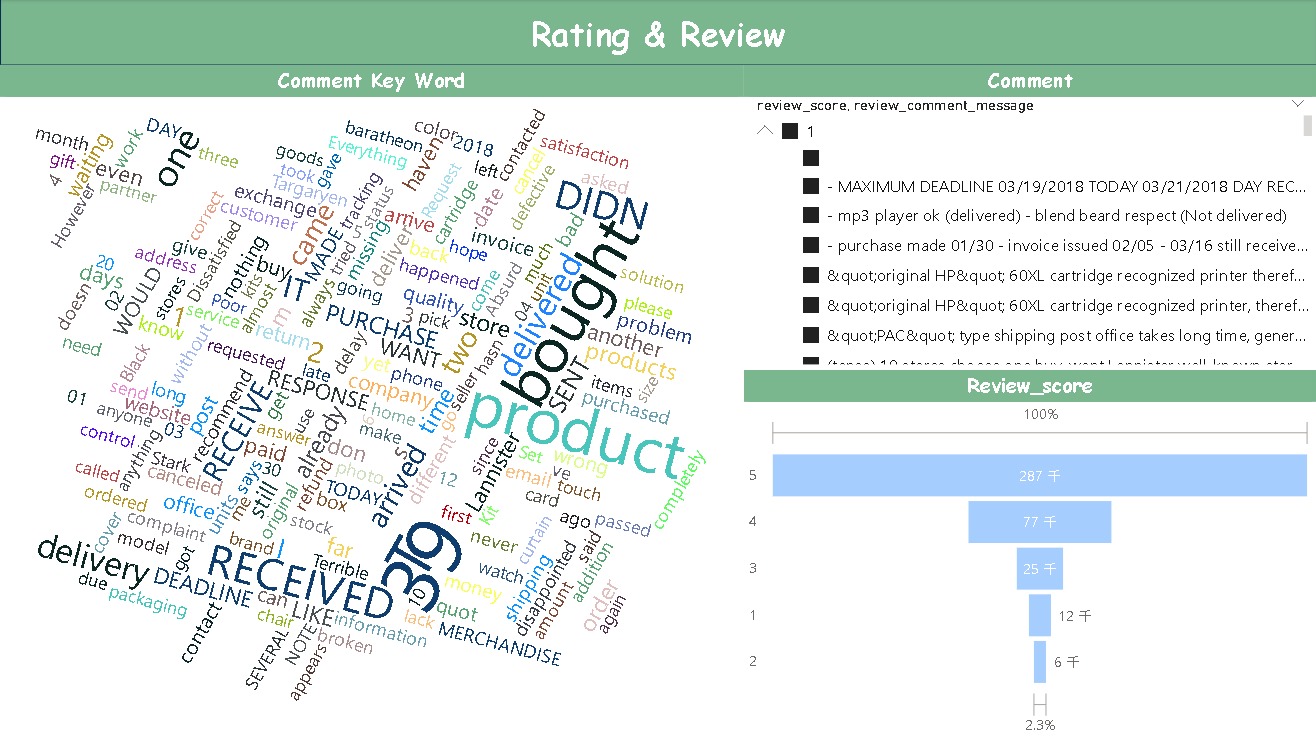 Rating & Review
Comment Key Word
month
gift
4
waiting
However
work
even
partner
DAY
one
three
goods
took
gave
Targaryen
exchange
customer
correct
baratheon
Everything
color
2018
haven
left
contacted
Request
cartridge
date
cancel
defective
satisfaction
asked
DIDN
bad
tracking
status
5
missing
tried
came
MADE
IT
arrive
deliver
back
hope
invoice
happened
quality
come
Absurd
much
unit
04
delivered
bought
solution
please
problem
another
products
address
20
days
02
doesn
need
WOULD
give
stores
Dissatisfied
nothing
kits
buy
Poor
almost
1
service
know
m
return
2
always
going
PURCHASE
3
pick
store
WANT
two
hasn
seller
delay
yet
phone
company
late
requested
without
Black
send
long
website
01
anyone
03
post
control
recommend
RECEIVE
RESPONSE
get
use
answer
already
home
6
make
s
time
go
SENT
items
size
purchased
product
anything
Stark
canceled
called
ordered
office
paid
30
says
me
units
still
original
refund
don
photo
TODAY
box
arrived
different
12
since
Lannister
Set
wrong
ve
email
touch
card
completely
cover
complaint
model
got
brand
I
stock
far
Terrible
first
Kit
never
ago
passed
curtain
said
watch
shipping
disappointed
addition
amount
order
again
delivery
due
packaging
DEADLINE
RECEIVED
3T9
10
money
quot
lack
MERCHANDISE
contact
can
chair
LIKE
information
SEVERAL
NOTE
broken
appears
Comment
review_score, review_comment_message
1
- MAXIMUM DEADLINE 03/19/2018 TODAY 03/21/2018 DAY REC...
- mp3 player ok (delivered) - blend beard respect (Not delivered)
- purchase made 01/30 - invoice issued 02/05 - 03/16 still receive...
&quot;original HP&quot; 60XL cartridge recognized printer theref...
&quot;original HP&quot; 60XL cartridge recognized printer, theref...
&quot;PAC&quot; type shipping post office takes long time, gener...
Review_score
100%
5 287 千
4 77 千
3 25 千
1 12 千
2 6 千
2.3%